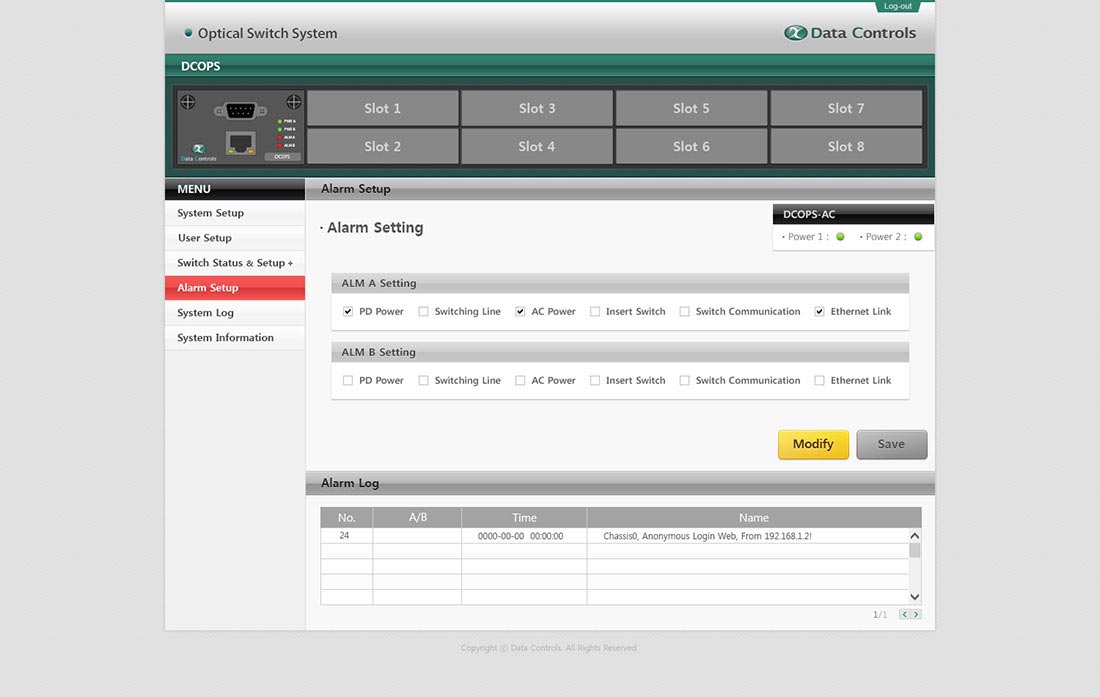 Log-out
Optical Switch System
Data Controls
DCOPS
PWR A
PWR B
ALM A
ALM B
Data Controls
DCOPS
Slot 1
Slot 3
Slot 5
Slot 7
Slot 2
Slot 4
Slot 6
Slot 8
MENU
System Setup
User Setup
Switch Status & Setup +
Alarm Setup
System Log
System Information
Alarm Setup
· Alarm Setting
DCOPS-AC
· Power 1 : · Power 2 :
ALM A Setting
PD Power Switching Line AC Power Insert Switch Switch Communication Ethernet Link
ALM B Setting
PD Power Switching Line AC Power Insert Switch Switch Communication Ethernet Link
Modify Save
Alarm Log
No. A/B Time Name
24 0000-00-00 00:00:00 Chassis0, Anonymous Login Web, From 192.168.1.2!
1/1
Copyright ⓒ Data Controls. All Rights Reserved.